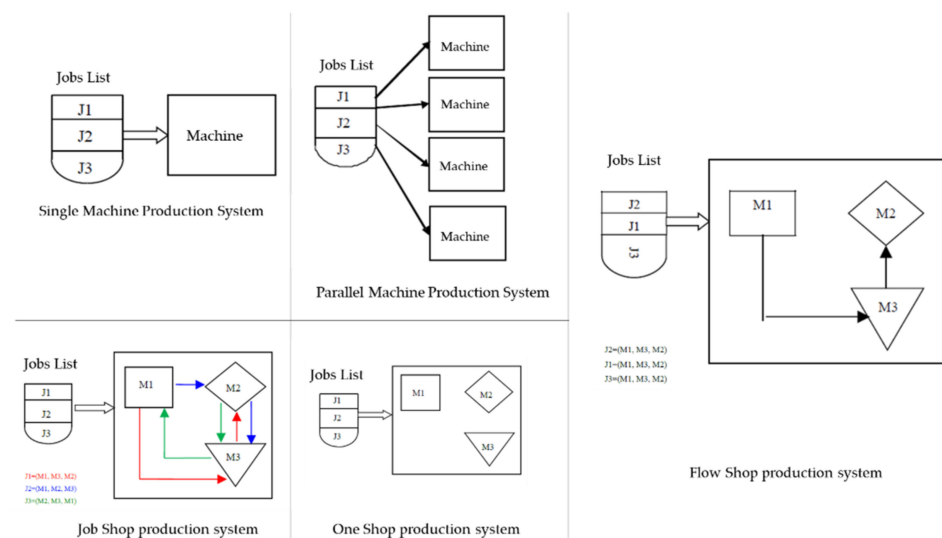 Jobs List
J1
J2
J3
Machine
Single Machine Production System
Jobs List
J1
J2
J3
Machine
Machine
Machine
Machine
Parallel Machine Production System
Jobs List
J2
J1
J3
M1
M2
M3
J2=(M1, M3, M2)
J1=(M1, M3, M2)
J3=(M1, M3, M2)
Flow Shop production system
Jobs List
J1
J2
J3
M1
M2
M3
J1=(M1, M3, M2)
J2=(M1, M2, M3)
J3=(M2, M3, M1)
Job Shop production system
Jobs List
J1
J2
J3
M1
M2
M3
One Shop production system